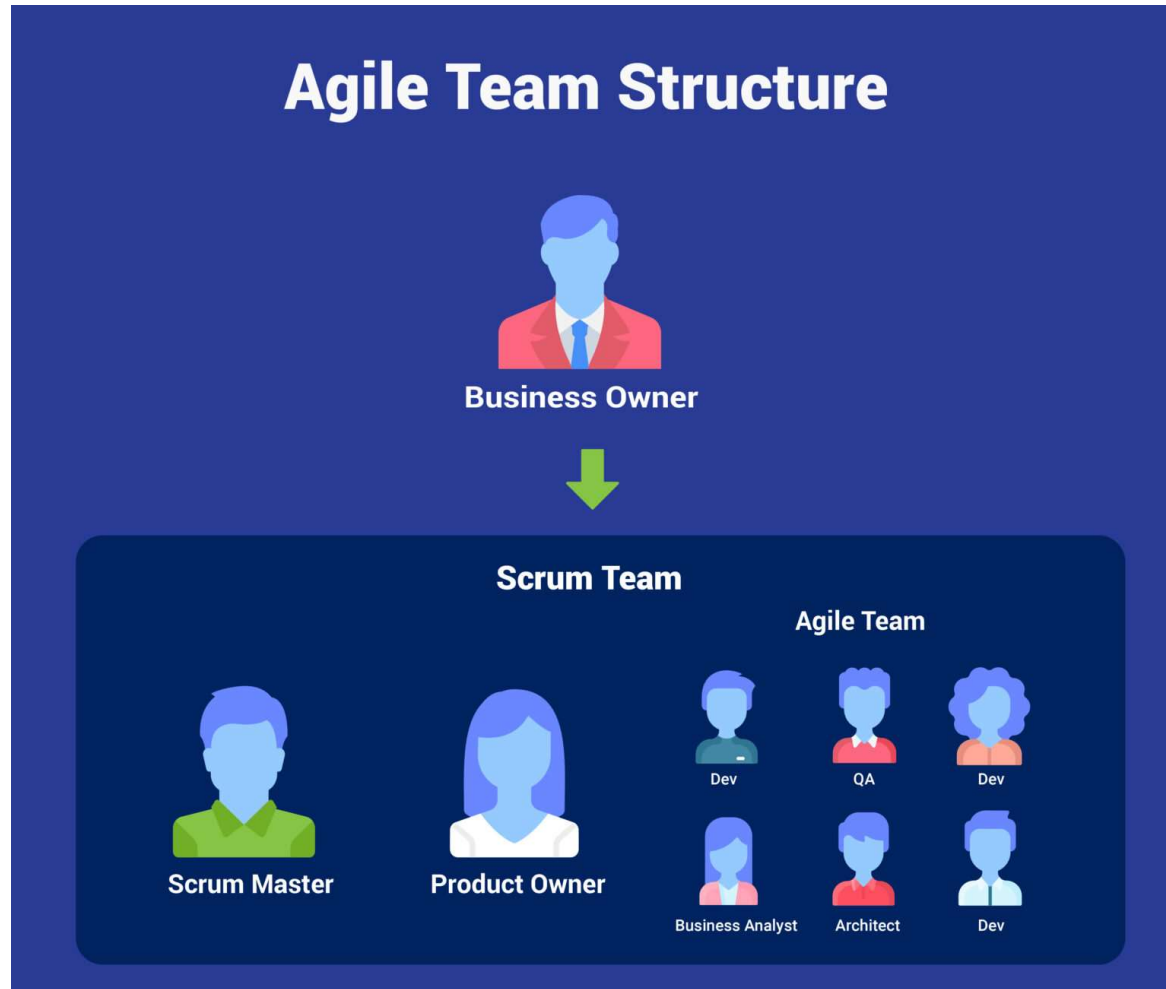 Agile Team Structure
Business Owner
Scrum Team
Agile Team
Dev
QA
Dev
Business Analyst
Architect
Dev
Scrum Master
Product Owner